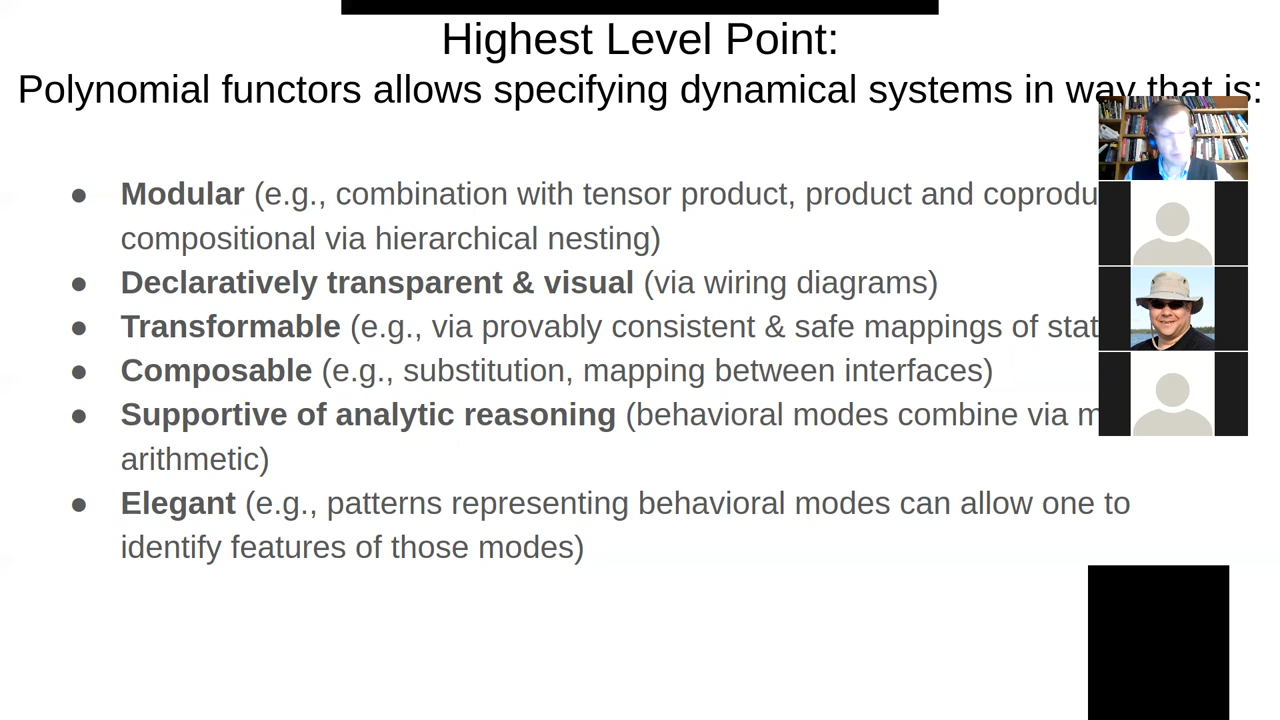 Highest Level Point:
Polynomial functors allows specifying dynamical systems in way that is:
● Modular (e.g., combination with tensor product, product and
compositional via hierarchical nesting)
● Declaratively transparent & visual (via wiring diagrams)
● Transformable (e.g., via provably consistent & safe mappings of
● Composable (e.g., substitution, mapping between interfaces)
● Supportive of analytic reasoning (behavioral modes combine via
arithmetic)
● Elegant (e.g., patterns representing behavioral modes can allow one to
identify features of those modes)